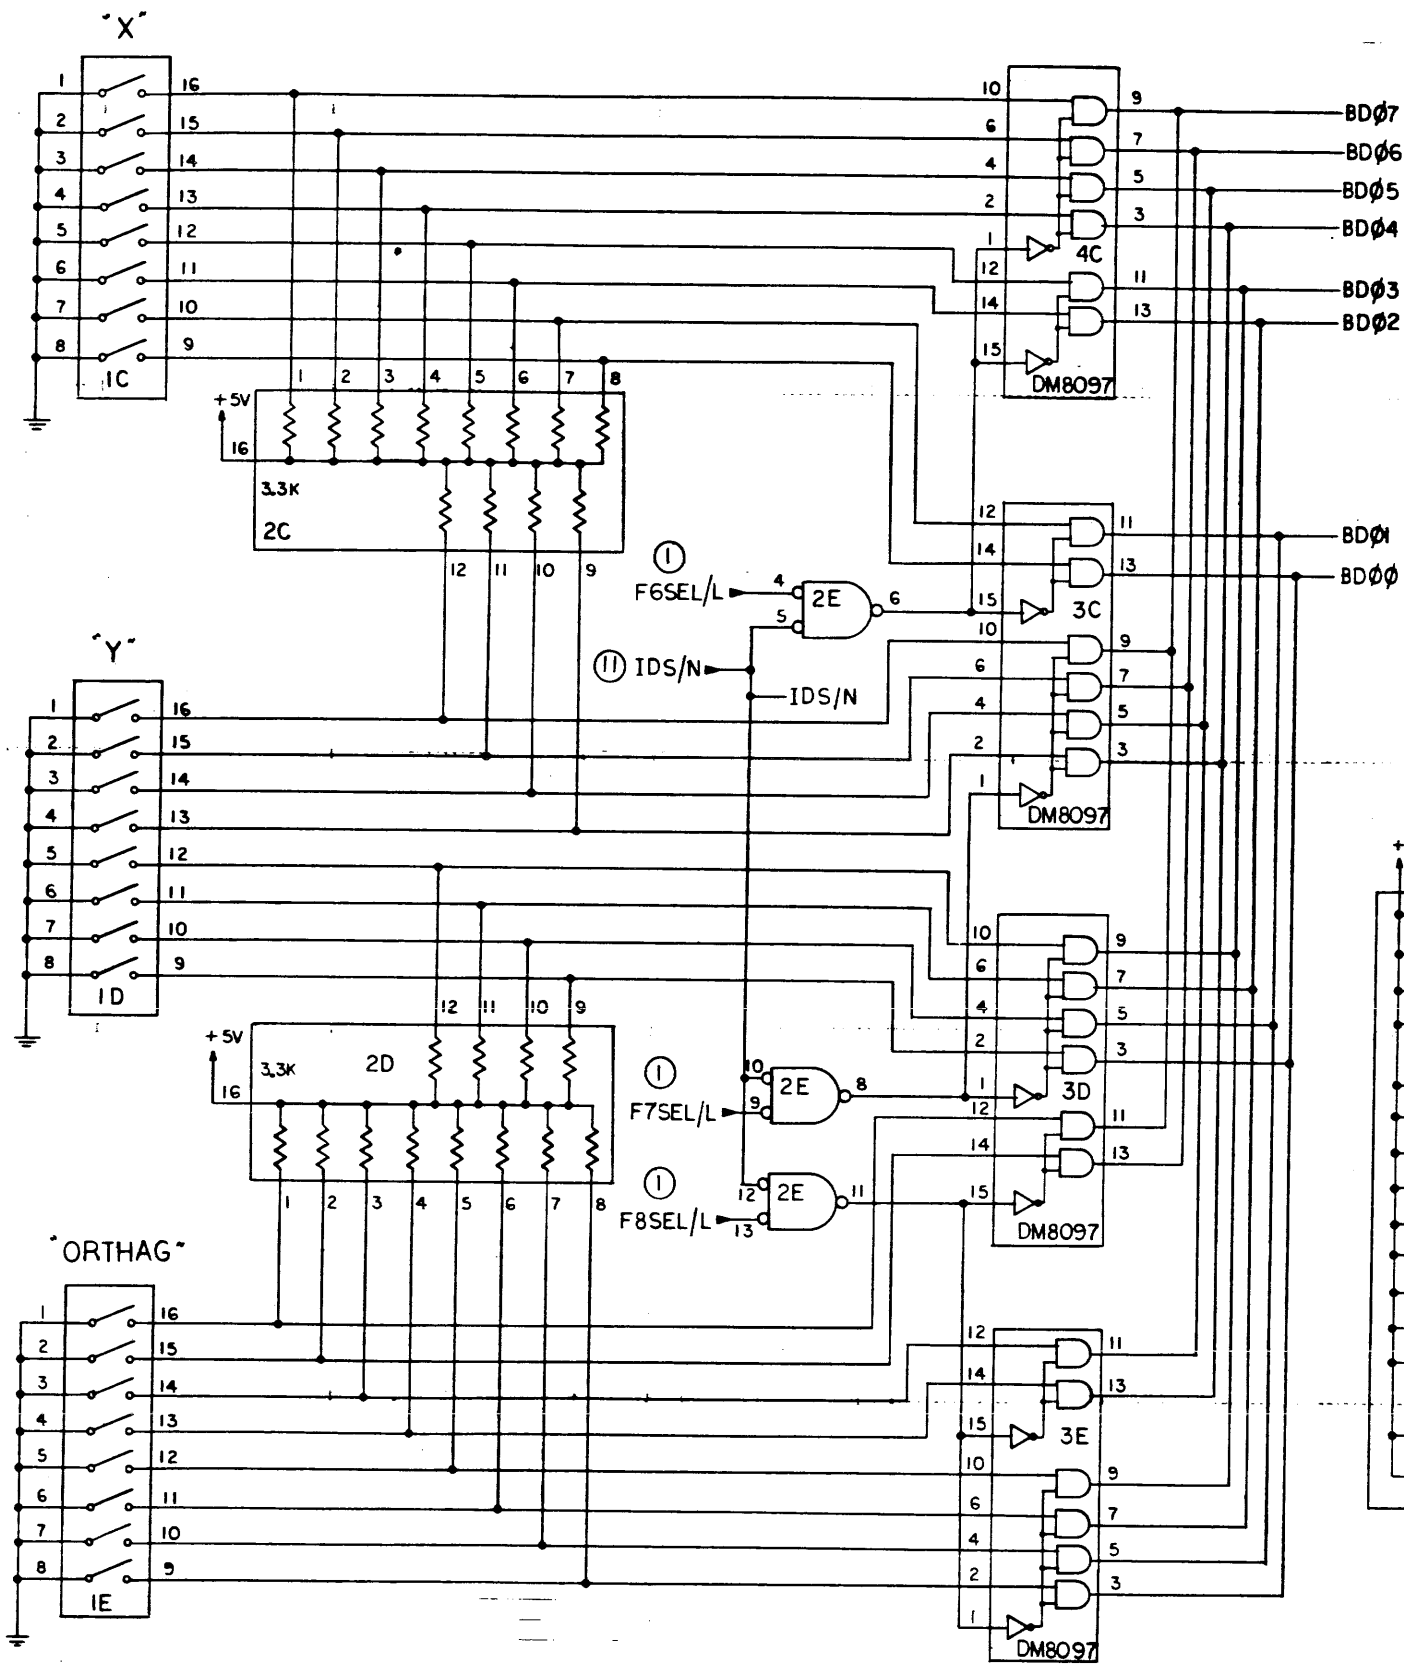 "X"
1 16
2 15
3 14
4 13
5 12
6 11
7 10
8 9
1C
10 9 BDØ7
6 7 BDØ6
4 5 BDØ5
2 3 BDØ4
1 4C
12 11 BDØ3
14 13 BDØ2
15
DM8097
1 2 3 4 5 6 7 8
+5V
16
3.3K
2C
12 11 10 9
12 11 BDØ1
14 13 BDØØ
15 3C
10 9
6 7
4 5
2 3
1
DM8097
1
F6SEL/L 4 2E 6
5
11 IDS/N
IDS/N
"Y"
1 16
2 15
3 14
4 13
5 12
6 11
7 10
8 9
1D
12 11 10 9
+5V
3.3K 2D
16
1 2 3 4 5 6 7 8
1
10 2E 8
F7SEL/L 9
1
12 2E 11
F8SEL/L 13
10 9
6 7
4 5
2 3
1 3D
12 11
14 13
15
DM8097
+
"ORTHAG"
1 16
2 15
3 14
4 13
5 12
6 11
7 10
8 9
1E
12 11
14 13
15 3E
10 9
6 7
4 5
2 3
1
DM8097